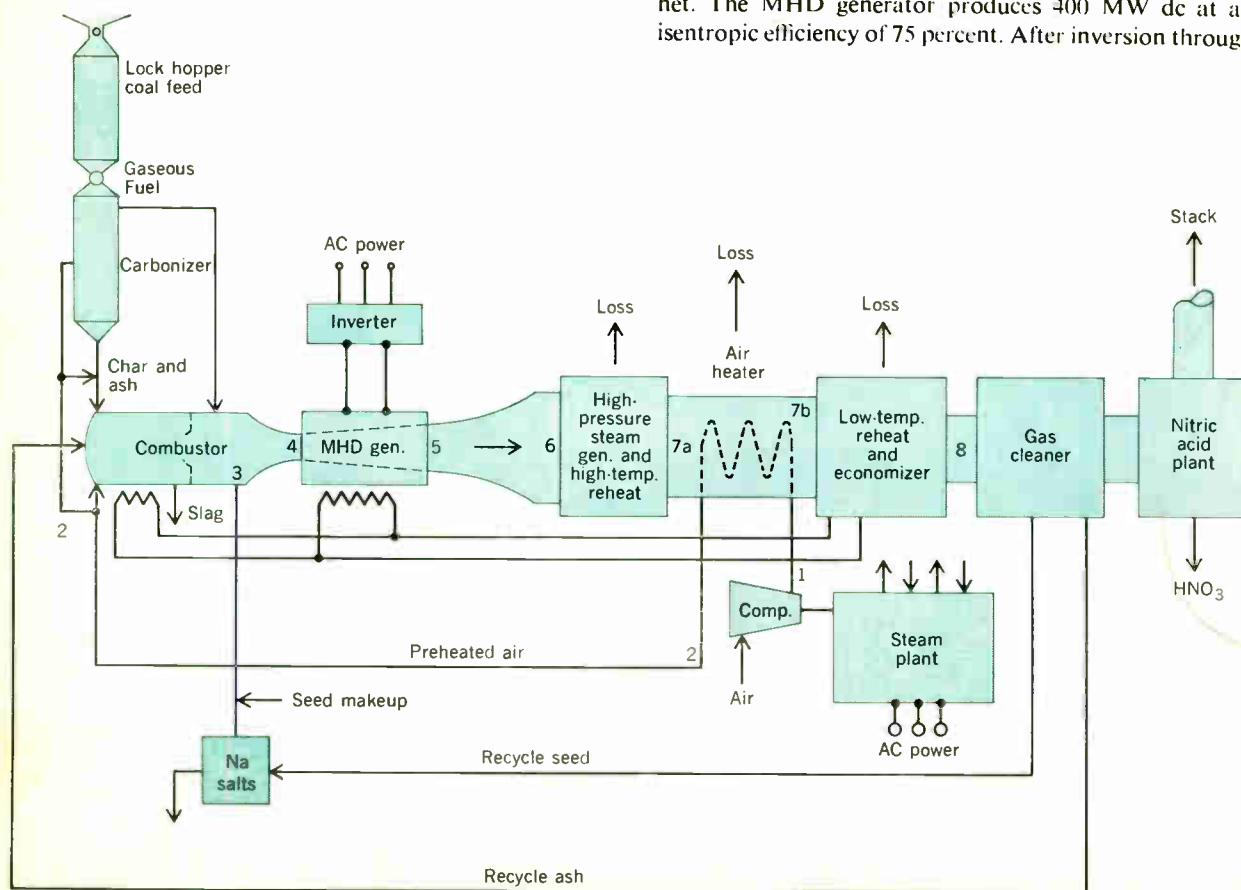 net. The MHD generator produces 400 MW dc at a
isentropic efficiency of 75 percent. After inversion
Lock hopper
coal feed
Gaseous
Fuel
Carbonizer
Char and
ash
AC power
Inverter
Combustor
3
4
MHD gen.
5
6
Slag
2
Loss
High-
pressure
steam
gen. and
high-temp.
reheat
Loss
Air
heater
7a
7b
Loss
Low-temp.
reheat
and
economizer
8
Gas
cleaner
Stack
Nitric
acid
plant
HNO₃
1
Comp.
Air
Steam
plant
AC power
Preheated air
2
Seed makeup
Na
salts
Recycle seed
Recycle ash